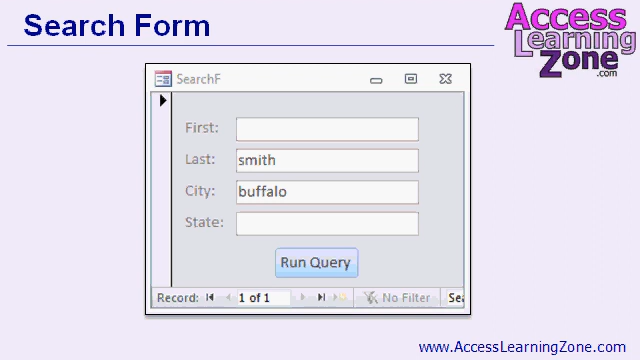 Search Form
Access
Learning
Zone
.com
SearchF
First:
Last: smith
City: buffalo
State:
Run Query
Record: 1 of 1 No Filter Sea
www.AccessLearningZone.com